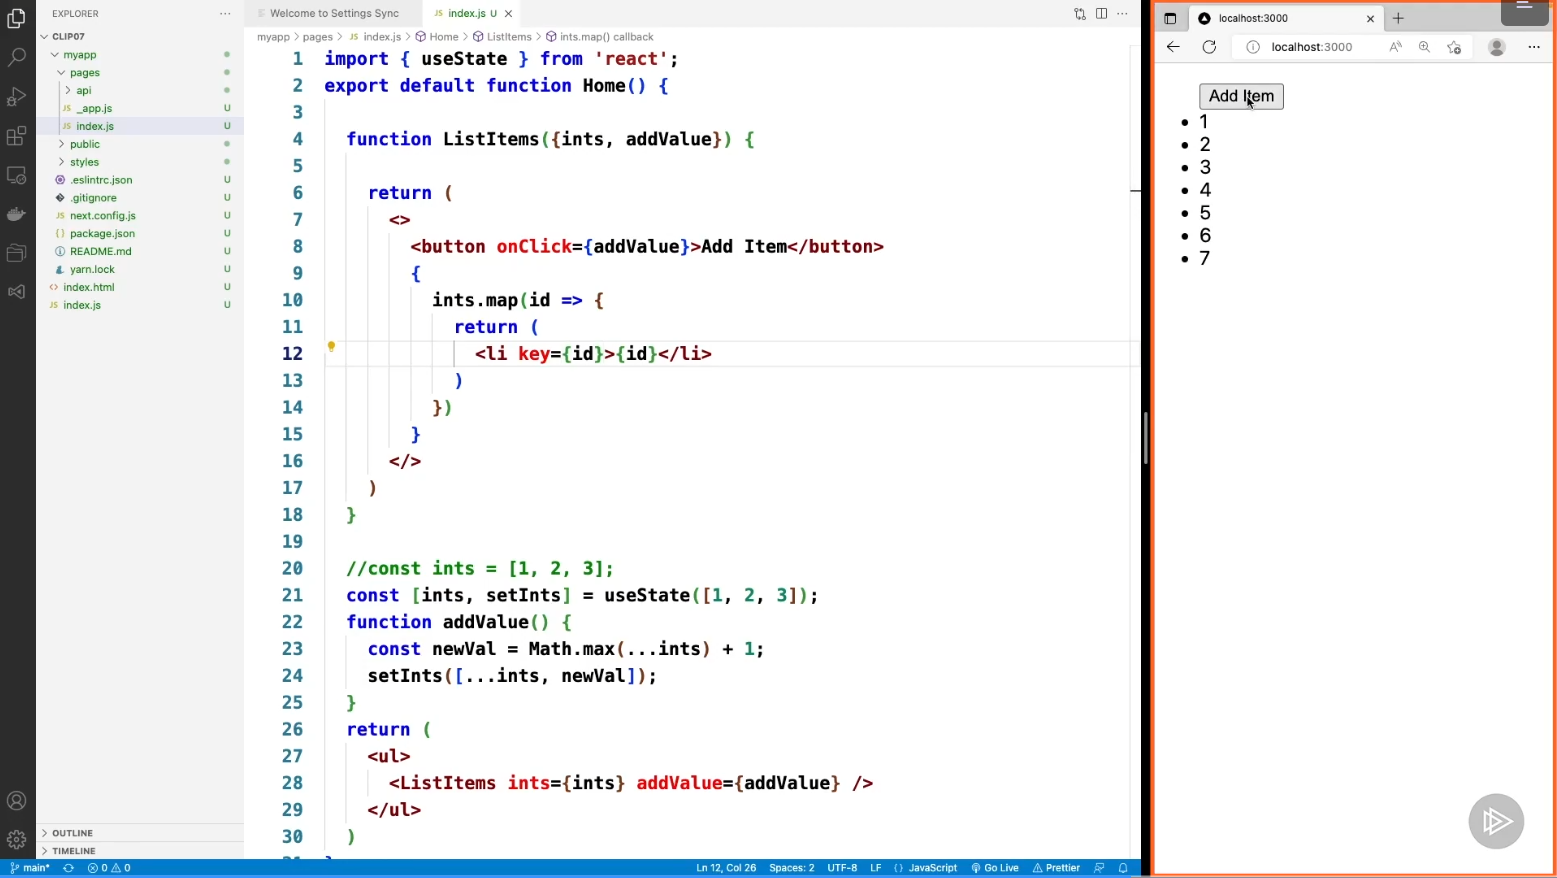 EXPLORER
CLIP07
myapp
pages
api
JS _app.js U
JS index.js U
public
styles
.eslintrc.json U
.gitignore U
JS next.config.js U
{} package.json U
README.md U
yarn.lock U
<> index.html U
JS index.js U
OUTLINE
TIMELINE
Welcome to Settings Sync
JS index.js U
myapp > pages > JS index.js > Home > ListItems > ints.map() callback
1 import { useState } from 'react';
2 export default function Home() {
3
4 function ListItems({ints, addValue}) {
5
6 return (
7 <>
8 <button onClick={addValue}>Add Item</button>
9 {
10 ints.map(id => {
11 return (
12 <li key={id}>{id}</li>
13 )
14 })
15 }
16 </>
17 )
18 }
19
20 //const ints = [1, 2, 3];
21 const [ints, setInts] = useState([1, 2, 3]);
22 function addValue() {
23 const newVal = Math.max(...ints) + 1;
24 setInts([...ints, newVal]);
25 }
26 return (
27 <ul>
28 <ListItems ints={ints} addValue={addValue} />
29 </ul>
30 )
main* 0 0 Ln 12, Col 26 Spaces: 2 UTF-8 LF {} JavaScript Go Live Prettier
localhost:3000
localhost:3000
Add Item
1
2
3
4
5
6
7